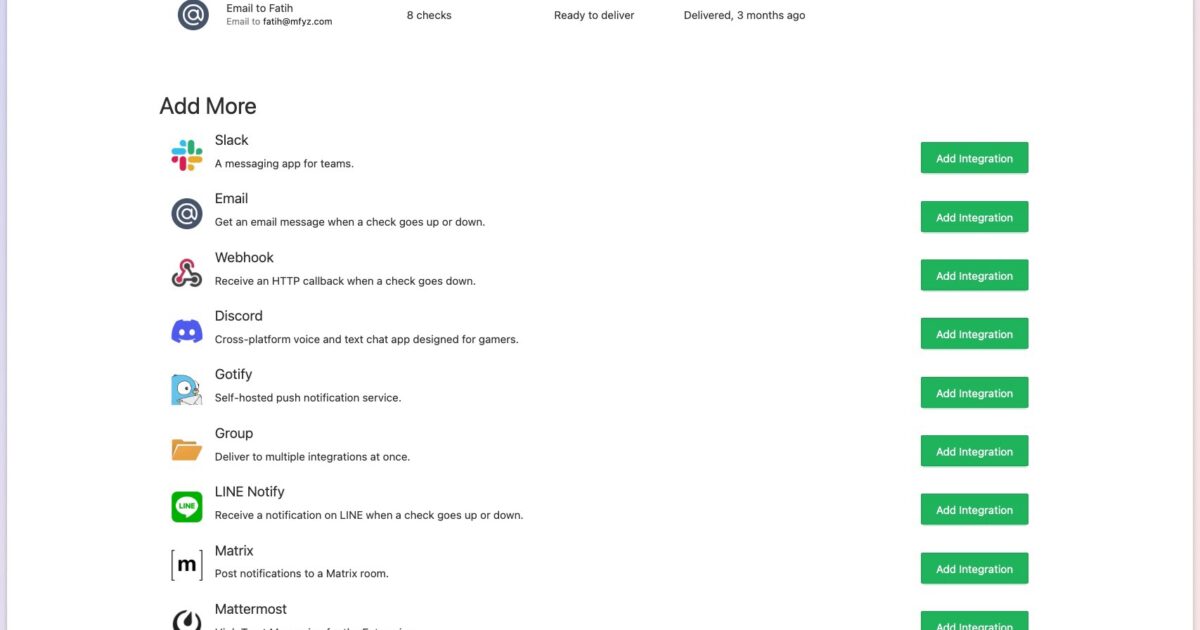 Email to Fatih
Email to fatih@mfyz.com
8 checks
Ready to deliver
Delivered, 3 months ago
Add More
Slack
A messaging app for teams.
Add Integration
Email
Get an email message when a check goes up or down.
Add Integration
Webhook
Receive an HTTP callback when a check goes down.
Add Integration
Discord
Cross-platform voice and text chat app designed for gamers.
Add Integration
Gotify
Self-hosted push notification service.
Add Integration
Group
Deliver to multiple integrations at once.
Add Integration
LINE
LINE Notify
Receive a notification on LINE when a check goes up or down.
Add Integration
[m]
Matrix
Post notifications to a Matrix room.
Add Integration
Mattermost
Add Integration